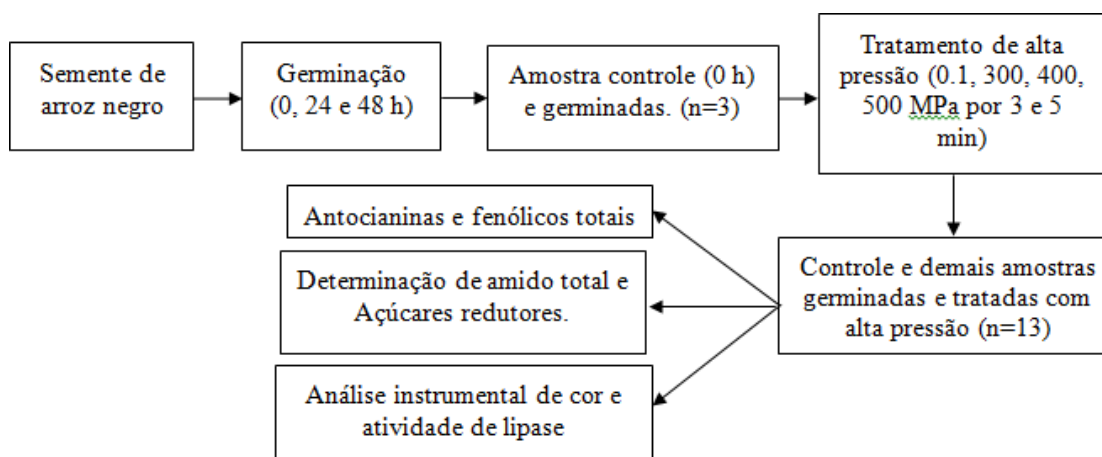 Semente de
arroz negro
Germinação
(0, 24 e 48 h)
Amostra controle (0 h)
e germinadas. (n=3)
Tratamento de alta
pressão (0.1, 300, 400,
500 MPa por 3 e 5
min)
Antocianinas e fenólicos totais
Determinação de amido total e
Açúcares redutores.
Análise instrumental de cor e
atividade de lipase
Controle e demais amostras
germinadas e tratadas com
alta pressão (n=13)